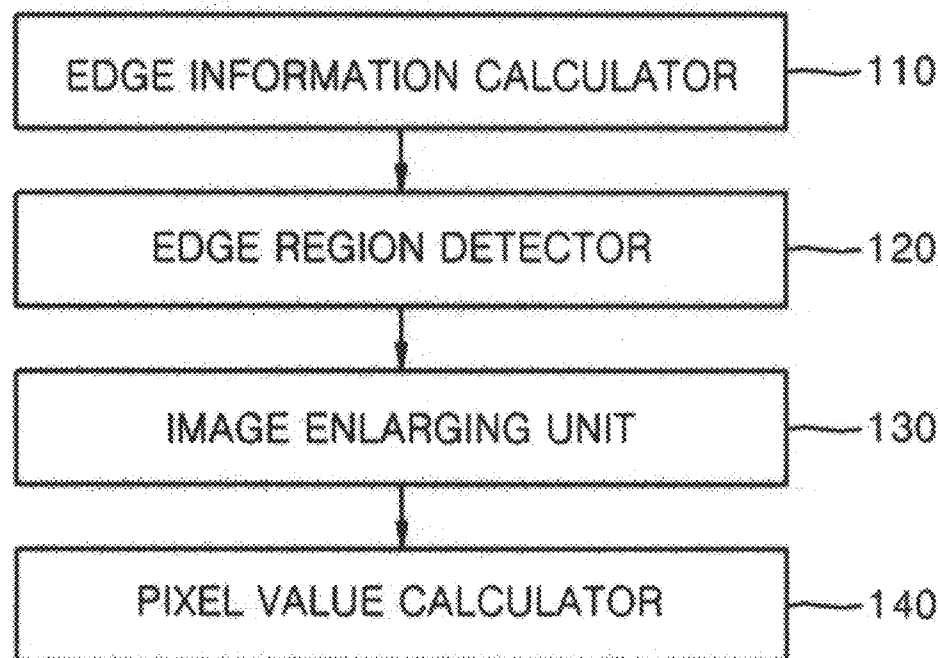 EDGE INFORMATION CALCULATOR 110
EDGE REGION DETECTOR 120
IMAGE ENLARGING UNIT 130
PIXEL VALUE CALCULATOR 140